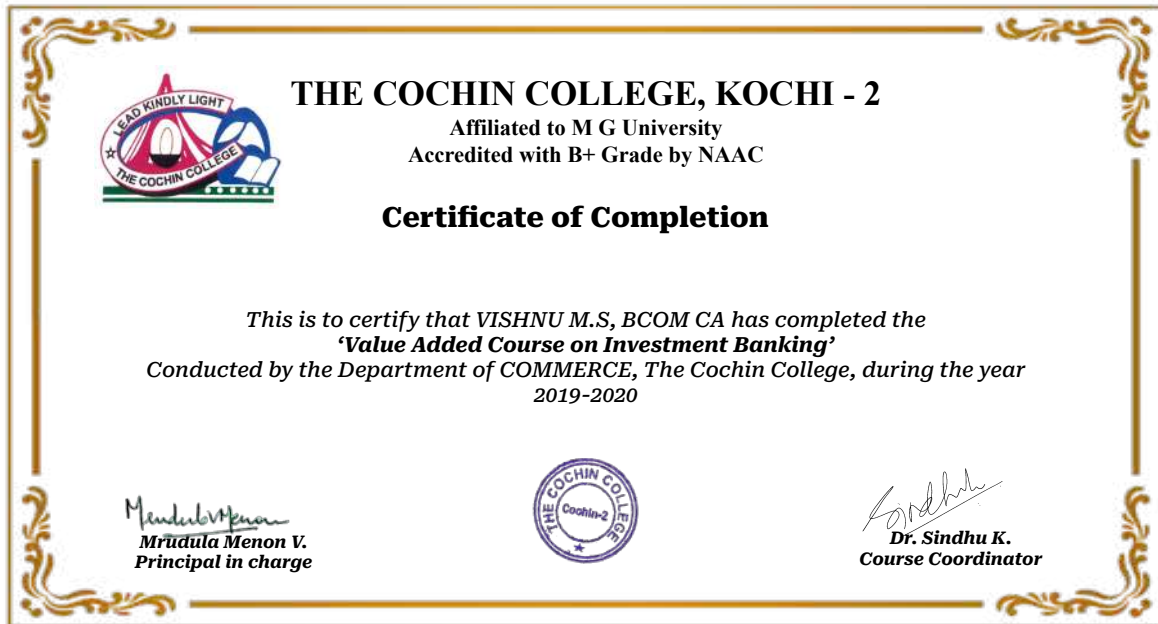 LEAD KINDLY LIGHT
THE COCHIN COLLEGE
THE COCHIN COLLEGE, KOCHI - 2
Affiliated to M G University
Accredited with B+ Grade by NAAC
Certificate of Completion
This is to certify that VISHNU M.S, BCOM CA has completed the
‘Value Added Course on Investment Banking’
Conducted by the Department of COMMERCE, The Cochin College, during the year
2019-2020
THE COCHIN COLLEGE
Cochin-2
Mrudula Menon V.
Principal in charge
Sindhu
Dr. Sindhu K.
Course Coordinator